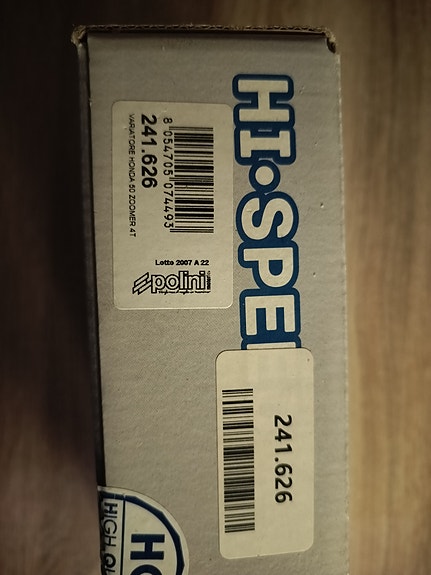 HI•SPE
8 054705 074493
241.626
VARIATORE HONDA 50 ZOOMER 4T
Lotto 2007 A 22
polini
241.626
HIGH QU